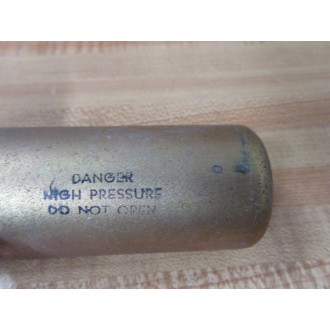 DANGER
HIGH PRESSURE
DO NOT OPEN